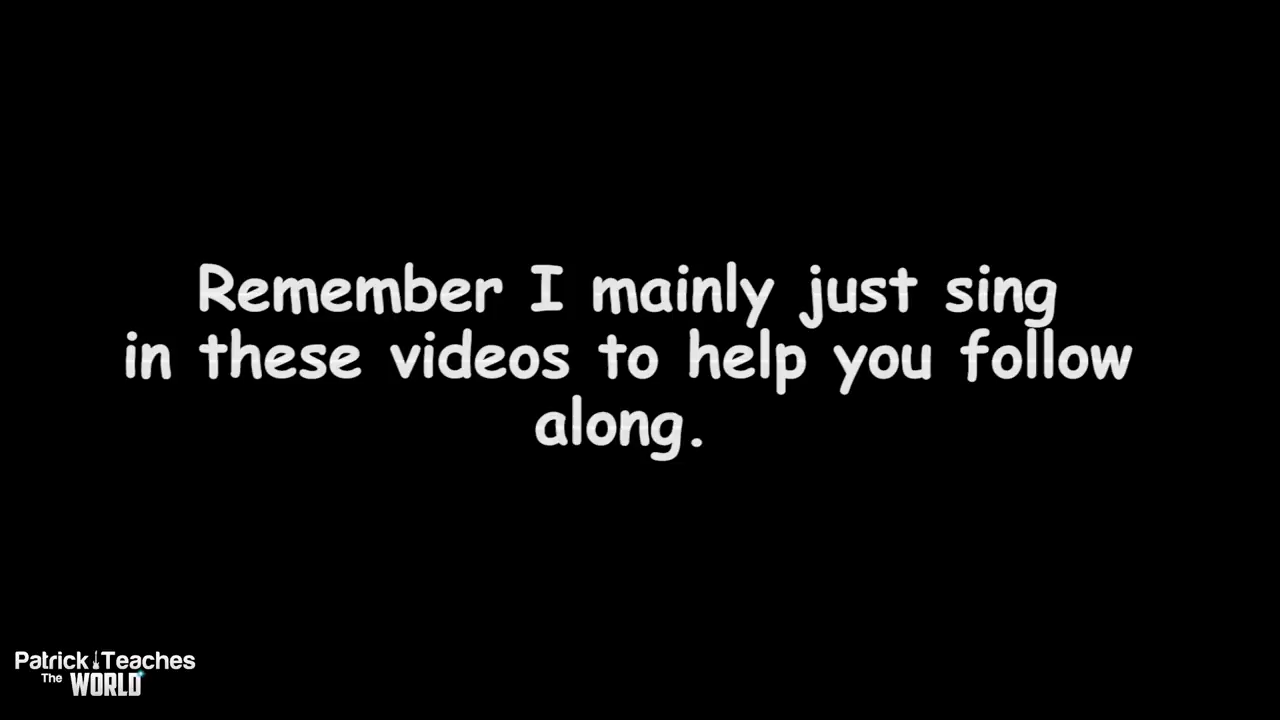 Remember I mainly just sing
in these videos to help you follow
along.
Patrick Teaches
The WORLD